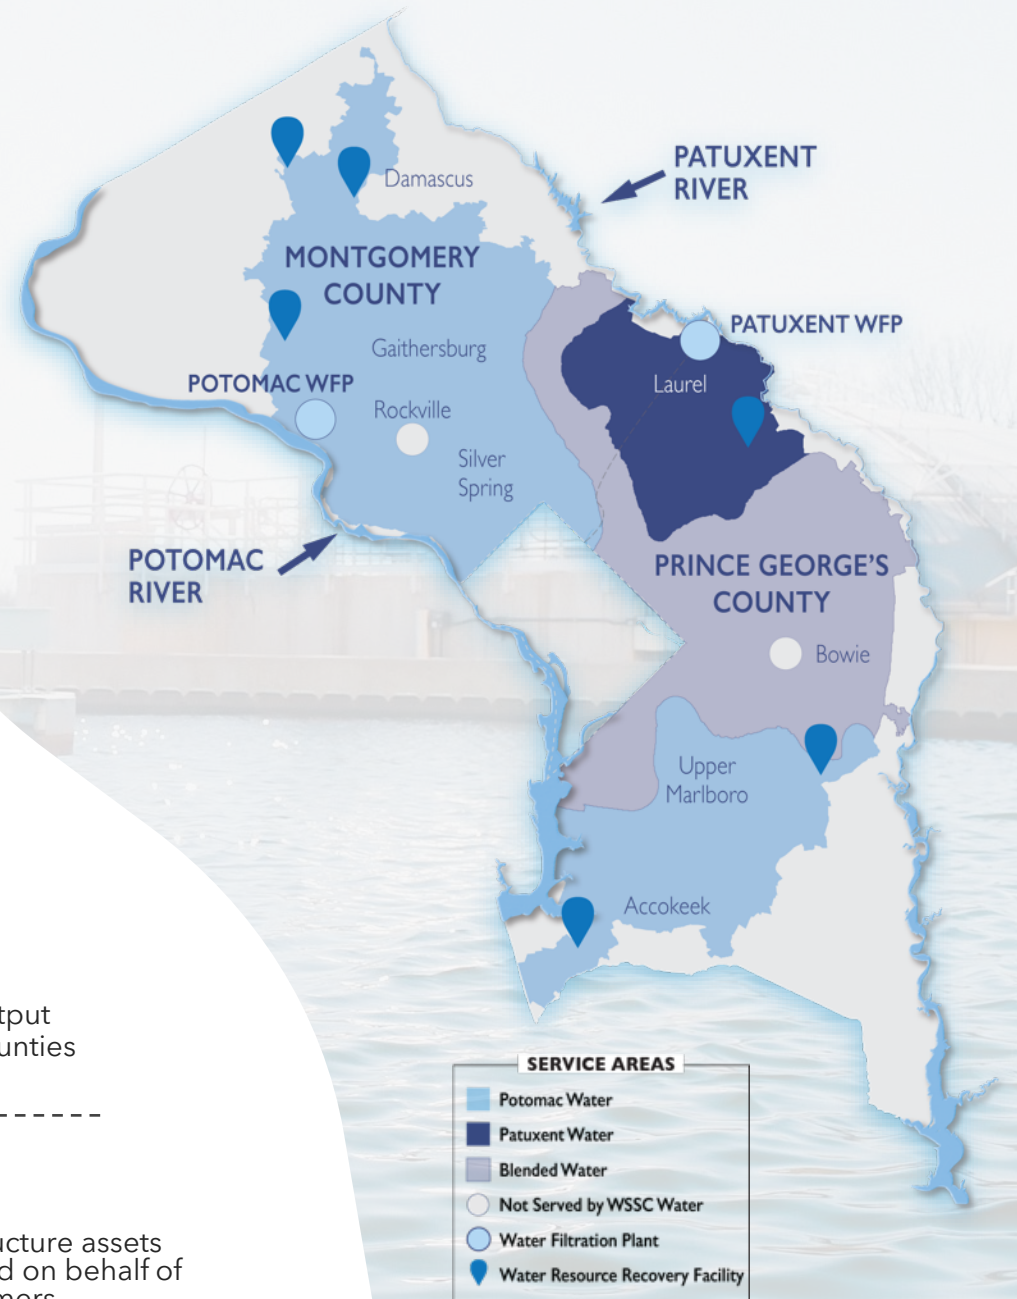 PATUXENT
RIVER
Damascus
MONTGOMERY
COUNTY
PATUXENT WFP
Gaithersburg
POTOMAC WFP
Laurel
Rockville
Silver
Spring
POTOMAC
RIVER
PRINCE GEORGE'S
COUNTY
Bowie
Upper
Marlboro
Accokeek
tput
unties
SERVICE AREAS
Potomac Water
Patuxent Water
Blended Water
Not Served by WSSC Water
Water Filtration Plant
Water Resource Recovery Facility
ucture assets
d on behalf of